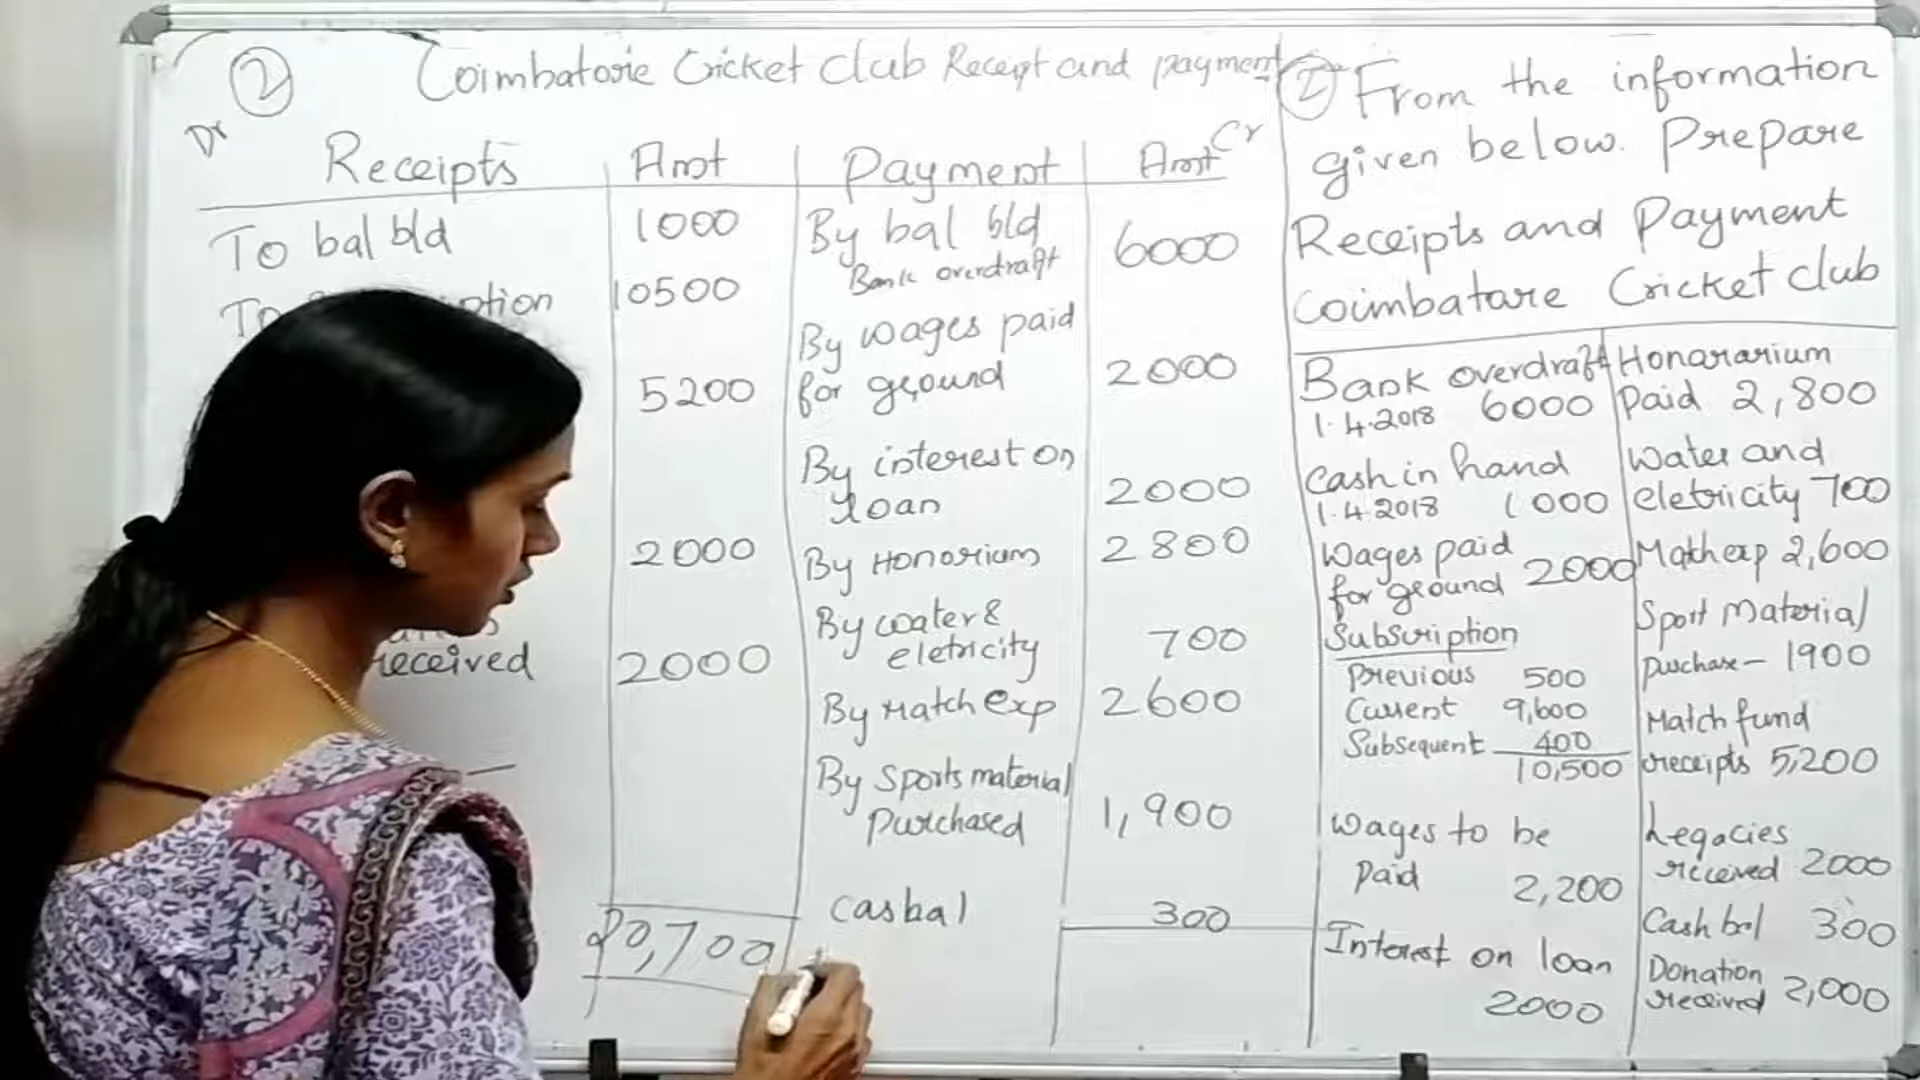 2
Coimbatore Cricket Club Receipt and payment
Dr
Cr
Receipts Amt Payment Amt
To bal b/d 1000 By bal b/d 6000
Bank overdraft
To ption 10500
By wages paid
5200 for ground 2000
By interest on
loan 2000
2000 By Honorium 2800
By water &
eletricity 700
received 2000
By Match exp 2600
By Sports material
Purchased 1,900
Cas bal 300
20,700
From the information
given below. Prepare
Receipts and Payment
Coimbatare Cricket club
Bank overdraft
1.4.2018 6000
Cash in hand
1.4.2018 1000
Wages paid
for ground 2000
Subscription
Previous 500
Current 9,600
Subsequent 400
10,500
Wages to be
paid 2,200
Interest on loan
2000
Honararium
Paid 2,800
Water and
eletricity 700
Match exp 2,600
Sport Material
purchase - 1900
Match fund
receipts 5,200
Legacies
received 2000
Cash bal 300
Donation
received 2,000